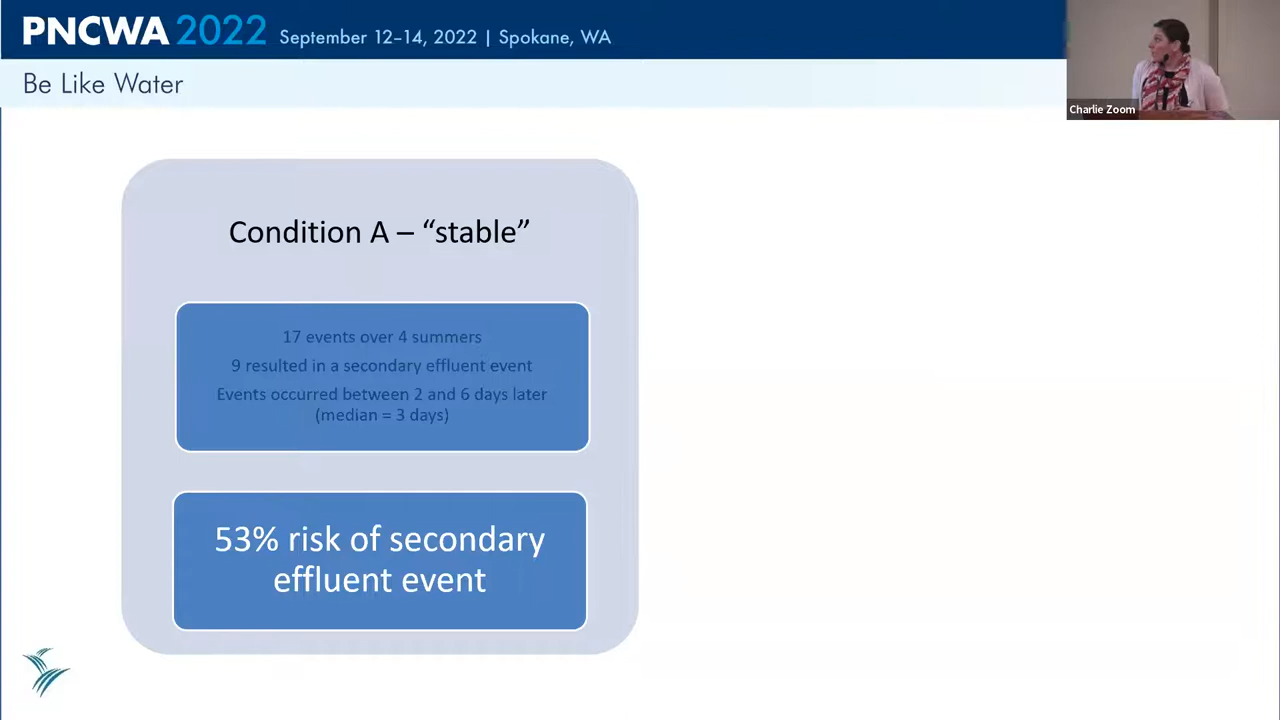 PNCWA 2022 September 12–14, 2022 | Spokane, WA
Be Like Water
Charlie Zoom
Condition A – “stable”
17 events over 4 summers
9 resulted in a secondary effluent event
Events occurred between 2 and 6 days later
(median = 3 days)
53% risk of secondary
effluent event